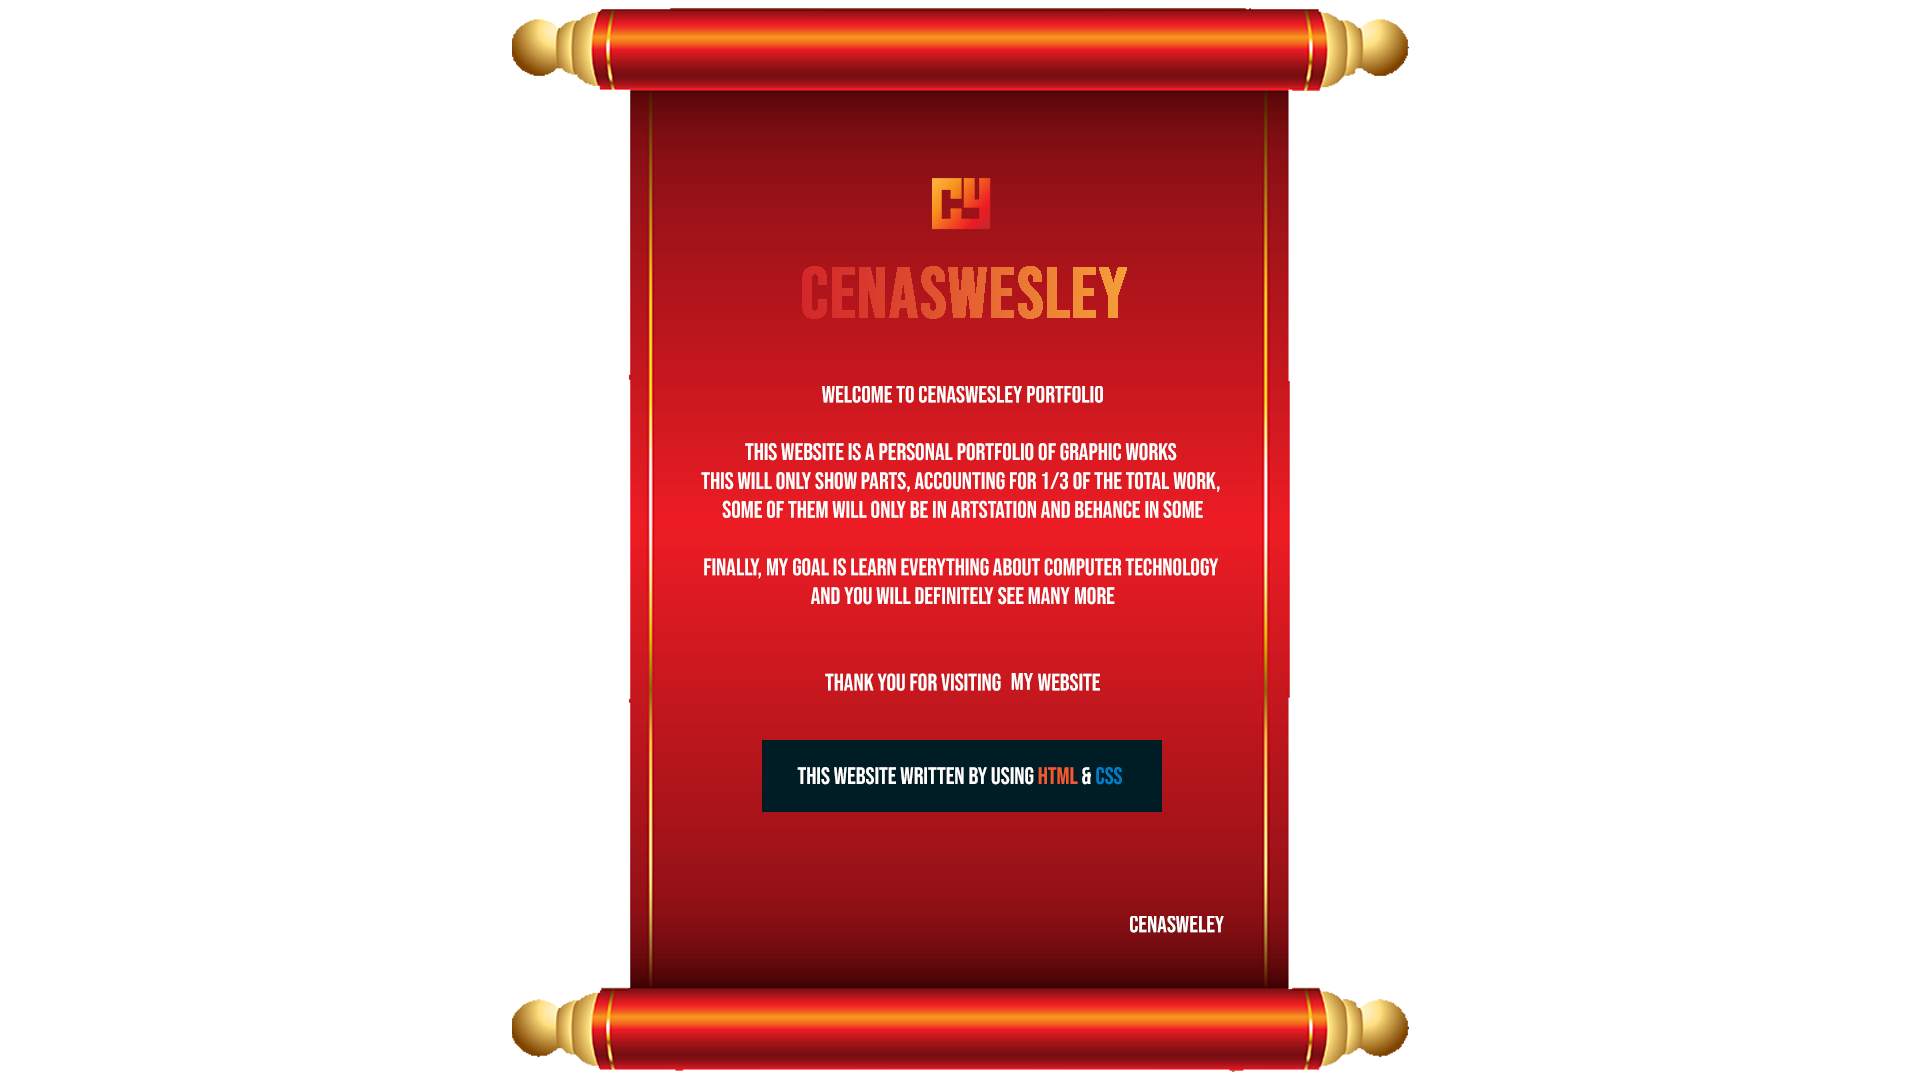 CY
CENASWESLEY
WELCOME TO CENASWESLEY PORTFOLIO
THIS WEBSITE IS A PERSONAL PORTFOLIO OF GRAPHIC WORKS
THIS WILL ONLY SHOW PARTS, ACCOUNTING FOR 1/3 OF THE TOTAL WORK,
SOME OF THEM WILL ONLY BE IN ARTSTATION AND BEHANCE IN SOME
FINALLY, MY GOAL IS LEARN EVERYTHING ABOUT COMPUTER TECHNOLOGY
AND YOU WILL DEFINITELY SEE MANY MORE
THANK YOU FOR VISITING MY WEBSITE
THIS WEBSITE WRITTEN BY USING HTML & CSS
CENASWELEY